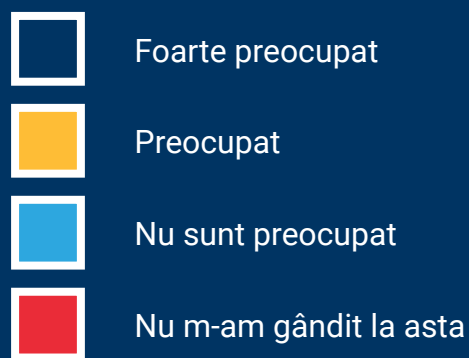 Foarte preocupat
Preocupat
Nu sunt preocupat
Nu m-am gândit la asta